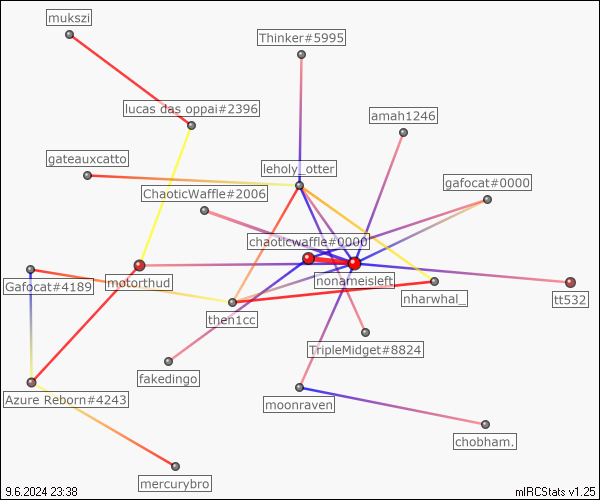 mukszi
Thinker#5995
lucas das oppai#2396
amah1246
gateauxcatto
leholy_otter
gafocat#0000
ChaoticWaffle#2006
chaoticwaffle#0000
Gafocat#4189
motorthud
nonameisleft
nharwhal_
tt532
then1cc
TripleMidget#8824
fakedingo
Azure Reborn#4243
moonraven
chobham.
mercurybro
9.6.2024 23:38
mIRCStats v1.25